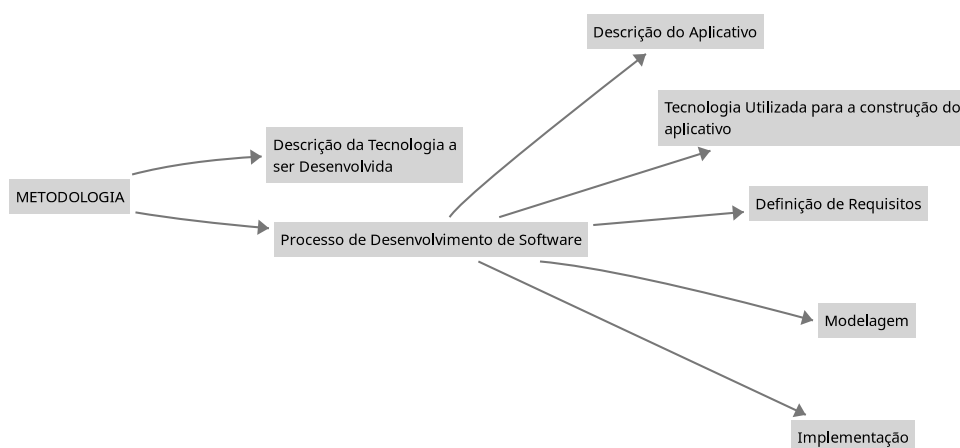 Descrição do Aplicativo
Tecnologia Utilizada para a construção do
aplicativo
Descrição da Tecnologia a
ser Desenvolvida
METODOLOGIA
Definição de Requisitos
Processo de Desenvolvimento de Software
Modelagem
Implementação